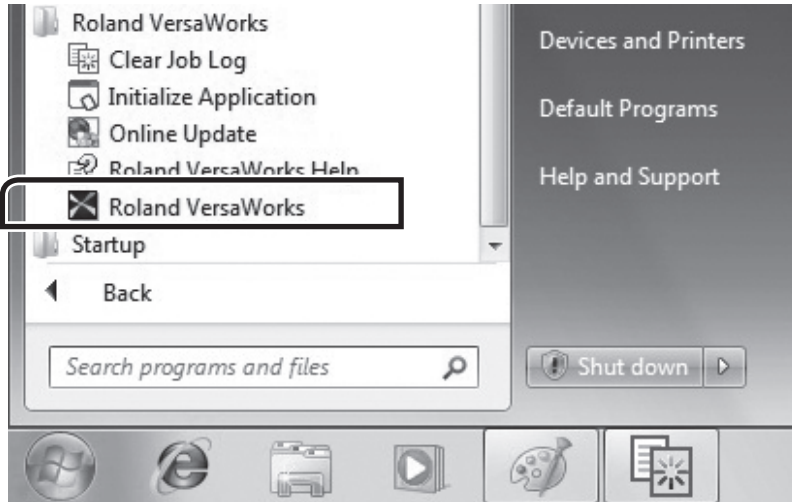 Roland VersaWorks
Clear Job Log
Initialize Application
Online Update
Roland VersaWorks Help
Roland VersaWorks
Startup
Back
Search programs and files
Devices and Printers
Default Programs
Help and Support
Shut down